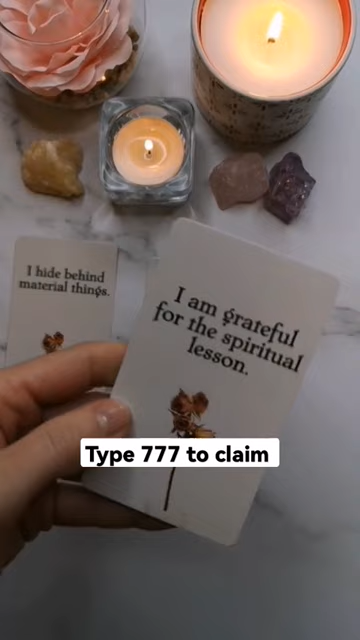 I hide behind
material things.
I am grateful
for the spiritual
lesson.
Type 777 to claim